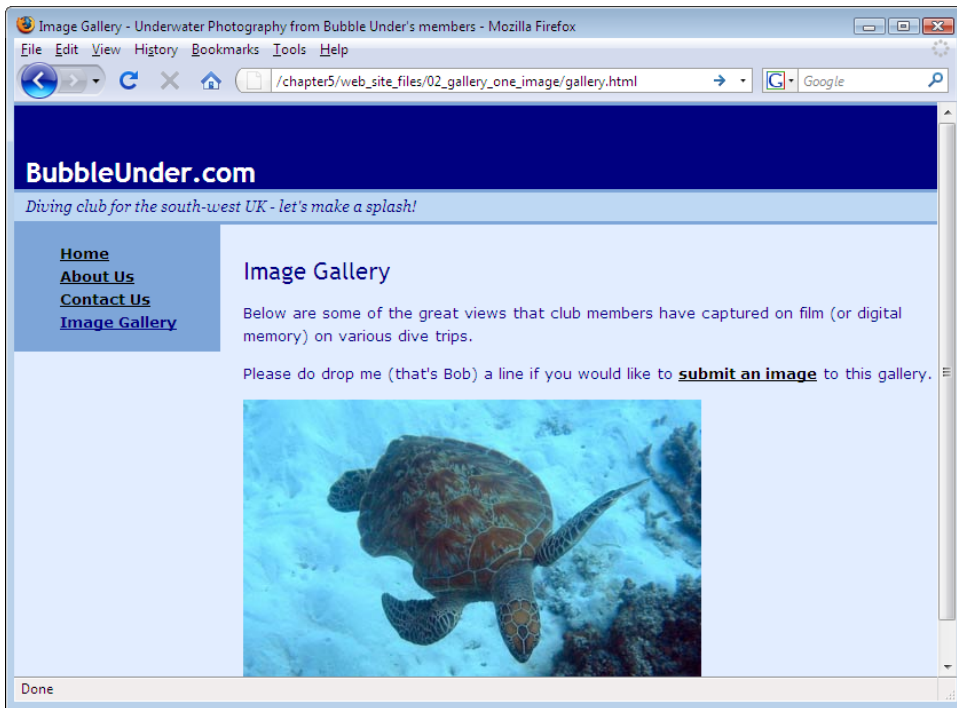 Image Gallery - Underwater Photography from Bubble Under's members - Mozilla Firefox
File Edit View History Bookmarks Tools Help
/chapter5/web_site_files/02_gallery_one_image/gallery.html
G Google
BubbleUnder.com
Diving club for the south-west UK - let's make a splash!
Home
About Us
Contact Us
Image Gallery
Image Gallery
Below are some of the great views that club members have captured on film (or digital
memory) on various dive trips.
Please do drop me (that's Bob) a line if you would like to submit an image to this gallery.
Done